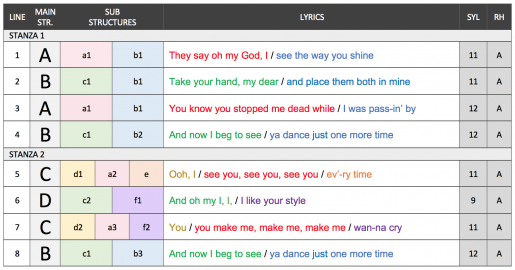 LINE MAIN STR. SUB STRUCTURES LYRICS SYL RH
STANZA 1
1 A a1 b1 They say oh my God, I / see the way you shine 11 A
2 B c1 b1 Take your hand, my dear / and place them both in mine 11 A
3 A a1 b1 You know you stopped me dead while / I was pass-in' by 12 A
4 B c1 b2 And now I beg to see / ya dance just one more time 12 A
STANZA 2
5 C d1 a2 e Ooh, I / see you, see you, see you / ev'-ry time 11 A
6 D c2 f1 And oh my I, I, / I like your style 9 A
7 C d2 a3 f2 You / you make me, make me, make me / wan-na cry 11 A
8 B c1 b3 And now I beg to see / ya dance just one more time 12 A